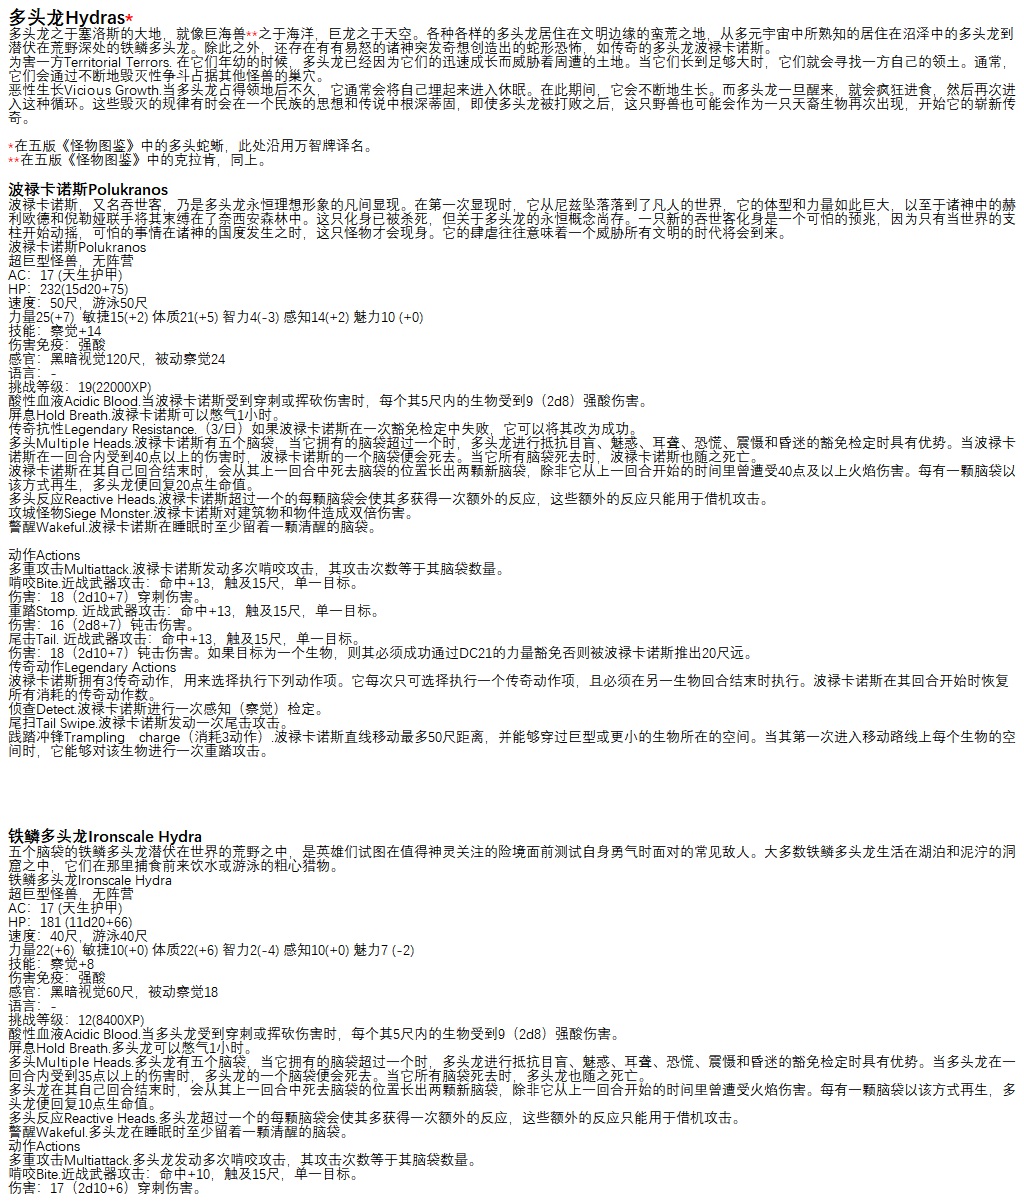 多头龙Hydras*
多头龙之于塞洛斯的大地，就像巨海兽**之于海洋，巨龙之于天空。各种各样的多头龙居住在文明边缘的蛮荒之地，从多元宇宙中所熟知的居住在沼泽中的多头龙到
潜伏在荒野深处的铁鳞多头龙。除此之外，还存在有有易怒的诸神突发奇想创造出的蛇形恐怖，如传奇的多头龙波禄卡诺斯。
为害一方Territorial Terrors. 在它们年幼的时候，多头龙已经因为它们的迅速成长而威胁着周遭的土地。当它们长到足够大时，它们就会寻找一方自己的领土。通常，
它们会通过不断地毁灭性争斗占据其他怪兽的巢穴。
恶性生长Vicious Growth.当多头龙占得领地后不久，它通常会将自己埋起来进入休眠。在此期间，它会不断地生长。而多头龙一旦醒来，就会疯狂进食，然后再次进
入这种循环。这些毁灭的规律有时会在一个民族的思想和传说中根深蒂固，即使多头龙被打败之后，这只野兽也可能会作为一只天裔生物再次出现，开始它的崭新传
奇。
*在五版《怪物图鉴》中的多头蛇蜥，此处沿用万智牌译名。
**在五版《怪物图鉴》中的克拉肯，同上。
波禄卡诺斯Polukranos
波禄卡诺斯，又名吞世客，乃是多头龙永恒理想形象的凡间显现。在第一次显现时，它从尼兹坠落落到了凡人的世界，它的体型和力量如此巨大，以至于诸神中的赫
利欧德和倪勒娅联手将其束缚在了奈西安森林中。这只化身已被杀死，但关于多头龙的永恒概念尚存。一只新的吞世客化身是一个可怕的预兆，因为只有当世界的支
柱开始动摇，可怕的事情在诸神的国度发生之时，这只怪物才会现身。它的肆虐往往意味着一个威胁所有文明的时代将会到来。
波禄卡诺斯Polukranos
超巨型怪兽，无阵营
AC：17 (天生护甲)
HP：232(15d20+75)
速度：50尺，游泳50尺
力量25(+7)  敏捷15(+2) 体质21(+5) 智力4(-3) 感知14(+2) 魅力10 (+0)
技能：察觉+14
伤害免疫：强酸
感官：黑暗视觉120尺，被动察觉24
语言：-
挑战等级：19(22000XP)
酸性血液Acidic Blood.当波禄卡诺斯受到穿刺或挥砍伤害时，每个其5尺内的生物受到9（2d8）强酸伤害。
屏息Hold Breath.波禄卡诺斯可以憋气1小时。
传奇抗性Legendary Resistance.（3/日）如果波禄卡诺斯在一次豁免检定中失败，它可以将其改为成功。
多头Multiple Heads.波禄卡诺斯有五个脑袋，当它拥有的脑袋超过一个时，多头龙进行抵抗目盲、魅惑、耳聋、恐慌、震慑和昏迷的豁免检定时具有优势。当波禄卡
诺斯在一回合内受到40点以上的伤害时，波禄卡诺斯的一个脑袋便会死去。当它所有脑袋死去时，波禄卡诺斯也随之死亡。
波禄卡诺斯在其自己回合结束时，会从其上一回合中死去脑袋的位置长出两颗新脑袋，除非它从上一回合开始的时间里曾遭受40点及以上火焰伤害。每有一颗脑袋以
该方式再生，多头龙便回复20点生命值。
多头反应Reactive Heads.波禄卡诺斯超过一个的每颗脑袋会使其多获得一次额外的反应，这些额外的反应只能用于借机攻击。
攻城怪物Siege Monster.波禄卡诺斯对建筑物和物件造成双倍伤害。
警醒Wakeful.波禄卡诺斯在睡眠时至少留着一颗清醒的脑袋。
动作Actions
多重攻击Multiattack.波禄卡诺斯发动多次啃咬攻击，其攻击次数等于其脑袋数量。
啃咬Bite.近战武器攻击：命中+13，触及15尺，单一目标。
伤害：18（2d10+7）穿刺伤害。
重踏Stomp. 近战武器攻击：命中+13，触及15尺，单一目标。
伤害：16（2d8+7）钝击伤害。
尾击Tail. 近战武器攻击：命中+13，触及15尺，单一目标。
伤害：18（2d10+7）钝击伤害。如果目标为一个生物，则其必须成功通过DC21的力量豁免否则被波禄卡诺斯推出20尺远。
传奇动作Legendary Actions
波禄卡诺斯拥有3传奇动作，用来选择执行下列动作项。它每次只可选择执行一个传奇动作项，且必须在另一生物回合结束时执行。波禄卡诺斯在其回合开始时恢复
所有消耗的传奇动作数。
侦查Detect.波禄卡诺斯进行一次感知（察觉）检定。
尾扫Tail Swipe.波禄卡诺斯发动一次尾击攻击。
践踏冲锋Trampling　charge（消耗3动作）.波禄卡诺斯直线移动最多50尺距离，并能够穿过巨型或更小的生物所在的空间。当其第一次进入移动路线上每个生物的空
间时，它能够对该生物进行一次重踏攻击。
铁鳞多头龙Ironscale Hydra
五个脑袋的铁鳞多头龙潜伏在世界的荒野之中，是英雄们试图在值得神灵关注的险境面前测试自身勇气时面对的常见敌人。大多数铁鳞多头龙生活在湖泊和泥泞的洞
窟之中，它们在那里捕食前来饮水或游泳的粗心猎物。
铁鳞多头龙Ironscale Hydra
超巨型怪兽，无阵营
AC：17 (天生护甲)
HP：181 (11d20+66)
速度：40尺，游泳40尺
力量22(+6)  敏捷10(+0) 体质22(+6) 智力2(-4) 感知10(+0) 魅力7 (-2)
技能：察觉+8
伤害免疫：强酸
感官：黑暗视觉60尺，被动察觉18
语言：-
挑战等级：12(8400XP)
酸性血液Acidic Blood.当多头龙受到穿刺或挥砍伤害时，每个其5尺内的生物受到9（2d8）强酸伤害。
屏息Hold Breath.多头龙可以憋气1小时。
多头Multiple Heads.多头龙有五个脑袋，当它拥有的脑袋超过一个时，多头龙进行抵抗目盲、魅惑、耳聋、恐慌、震慑和昏迷的豁免检定时具有优势。当多头龙在一
回合内受到35点以上的伤害时，多头龙的一个脑袋便会死去。当它所有脑袋死去时，多头龙也随之死亡。
多头龙在其自己回合结束时，会从其上一回合中死去脑袋的位置长出两颗新脑袋，除非它从上一回合开始的时间里曾遭受火焰伤害。每有一颗脑袋以该方式再生，多
头龙便回复10点生命值。
多头反应Reactive Heads.多头龙超过一个的每颗脑袋会使其多获得一次额外的反应，这些额外的反应只能用于借机攻击。
警醒Wakeful.多头龙在睡眠时至少留着一颗清醒的脑袋。
动作Actions
多重攻击Multiattack.多头龙发动多次啃咬攻击，其攻击次数等于其脑袋数量。
啃咬Bite.近战武器攻击：命中+10，触及15尺，单一目标。
伤害：17（2d10+6）穿刺伤害。